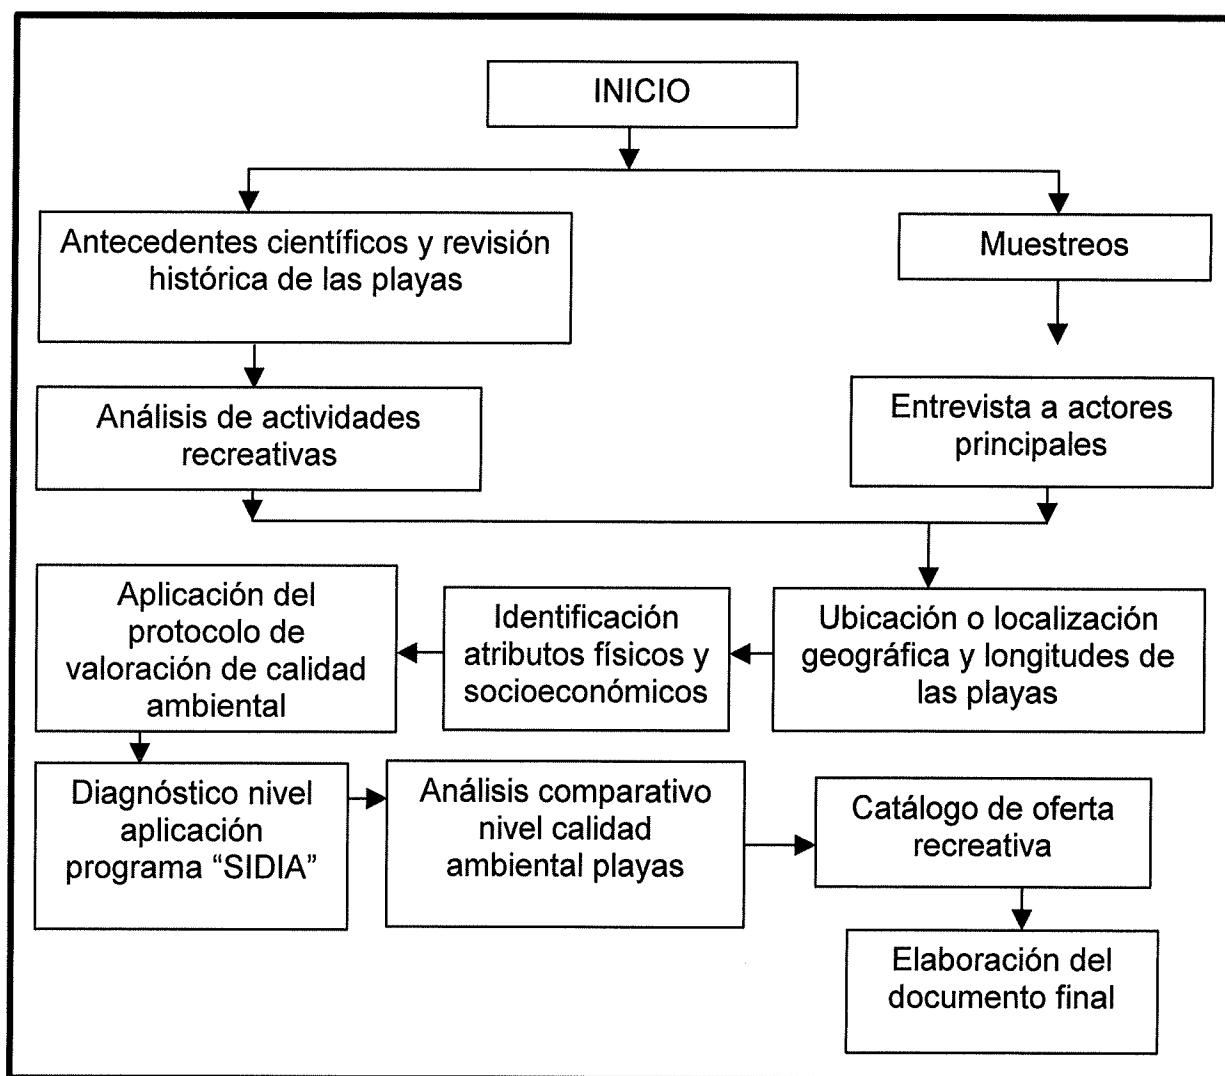 INICIO
Antecedentes científicos y revisión
histórica de las playas
Muestreos
Análisis de actividades
recreativas
Entrevista a actores
principales
Aplicación del
protocolo de
valoración de calidad
ambiental
Identificación
atributos físicos y
socioeconómicos
Ubicación o localización
geográfica y longitudes de
las playas
Diagnóstico nivel
aplicación
programa “SIDIA”
Análisis comparativo
nivel calidad
ambiental playas
Catálogo de oferta
recreativa
Elaboración del
documento final